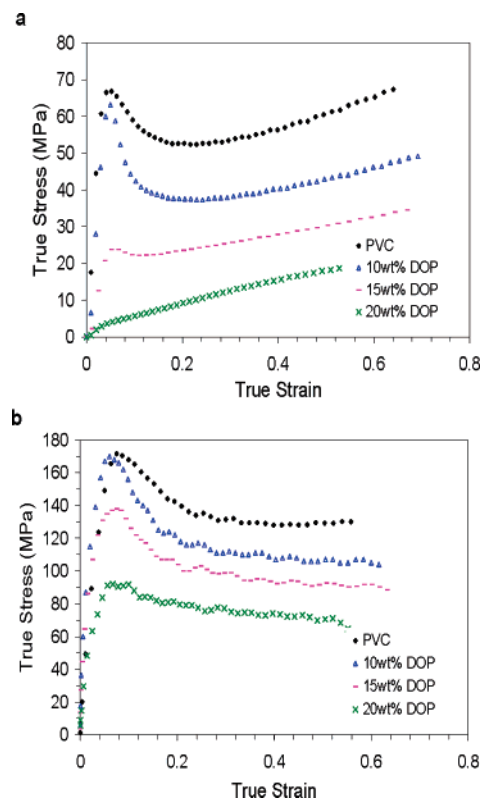 a
True Stress (MPa)
80
70
60
50
40
30
20
10
0
PVC
10wt% DOP
15wt% DOP
20wt% DOP
0
0.2
0.4
0.6
0.8
True Strain
b
True Stress (MPa)
180
160
140
120
100
80
60
40
20
0
PVC
10wt% DOP
15wt% DOP
20wt% DOP
0
0.2
0.4
0.6
0.8
True Strain